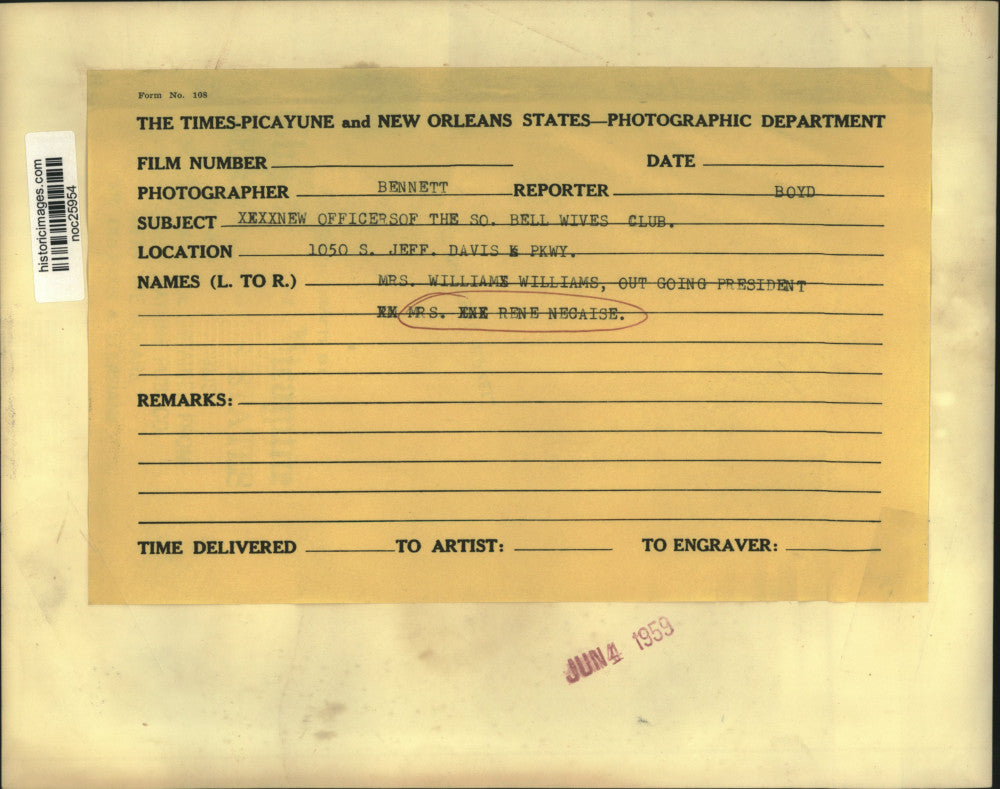 Form No. 108
THE TIMES-PICAYUNE and NEW ORLEANS STATES—PHOTOGRAPHIC DEPARTMENT
FILM NUMBER DATE
PHOTOGRAPHER BENNETT REPORTER BOYD
SUBJECT XEXXNEW OFFICERSOF THE SO. BELL WIVES CLUB.
LOCATION 1050 S. JEFF. DAVIS PKWY.
NAMES (L. TO R.) MRS. WILLIAMS WILLIAMS, OUT GOING PRESIDENT
MRS. RENE NECAISE.
REMARKS:
TIME DELIVERED TO ARTIST: TO ENGRAVER:
JUN 4 1959
historicimages.com
noc25954